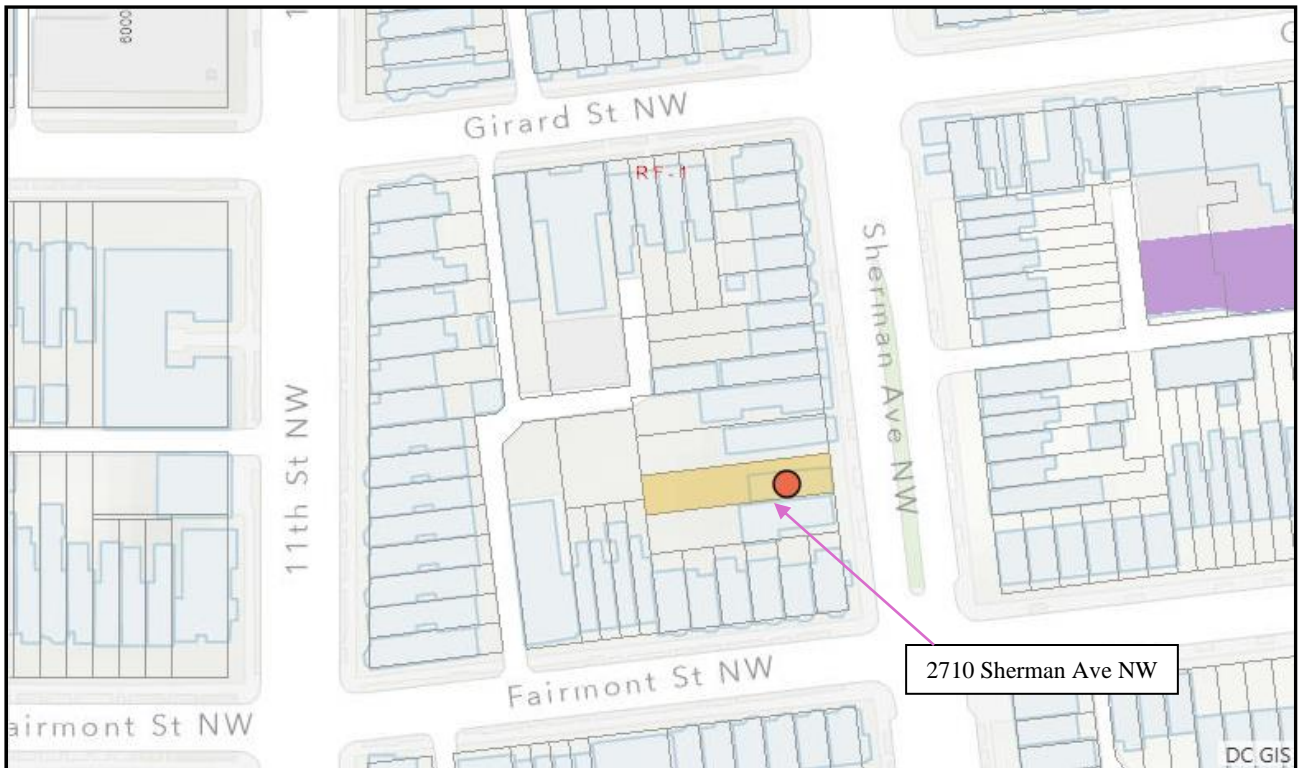 6000
Girard St NW
RF-1
Sherman Ave NW
11th St NW
2710 Sherman Ave NW
Fairmont St NW
airmont St NW
DC GIS